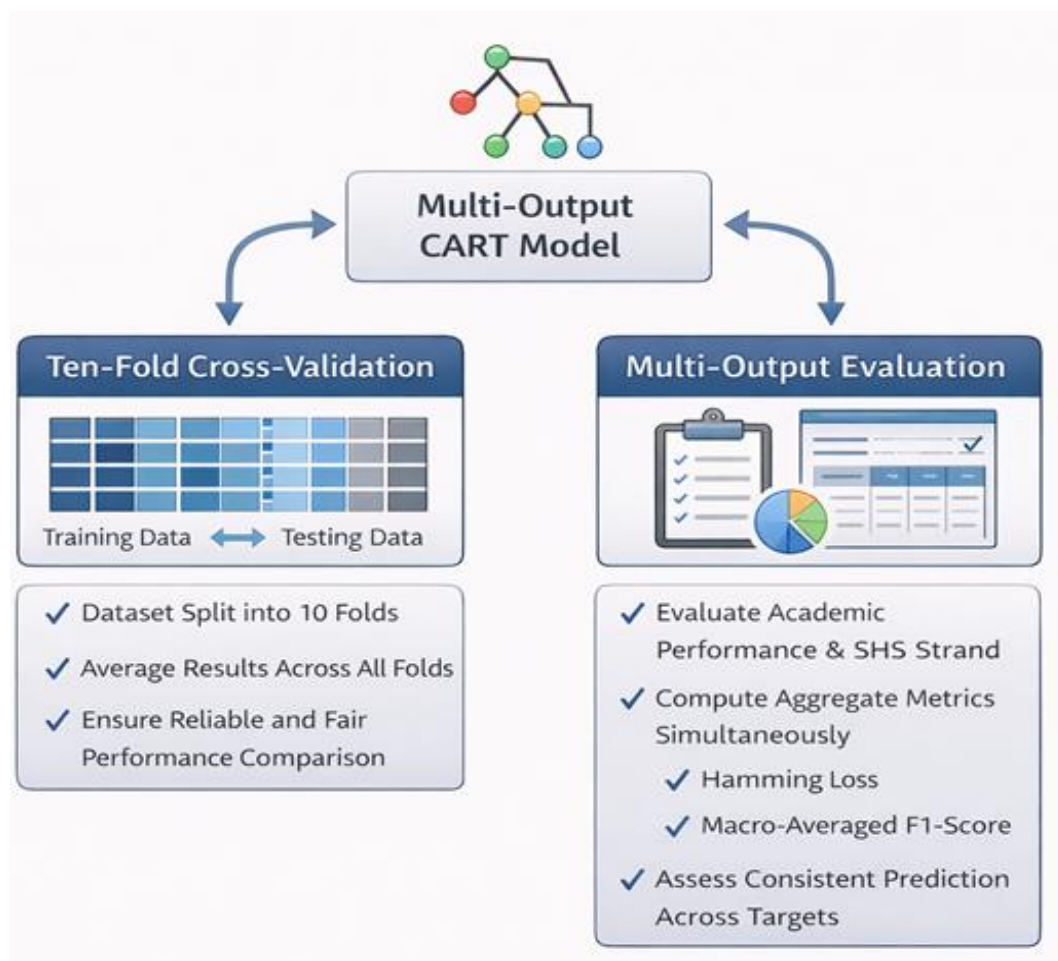 Multi-Output
CART Model
Ten-Fold Cross-Validation
Training Data
Testing Data
Dataset Split into 10 Folds
Average Results Across All Folds
Ensure Reliable and Fair
Performance Comparison
Multi-Output Evaluation
Evaluate Academic
Performance & SHS Strand
Compute Aggregate Metrics
Simultaneously
Hamming Loss
Macro-Averaged F1-Score
Assess Consistent Prediction
Across Targets